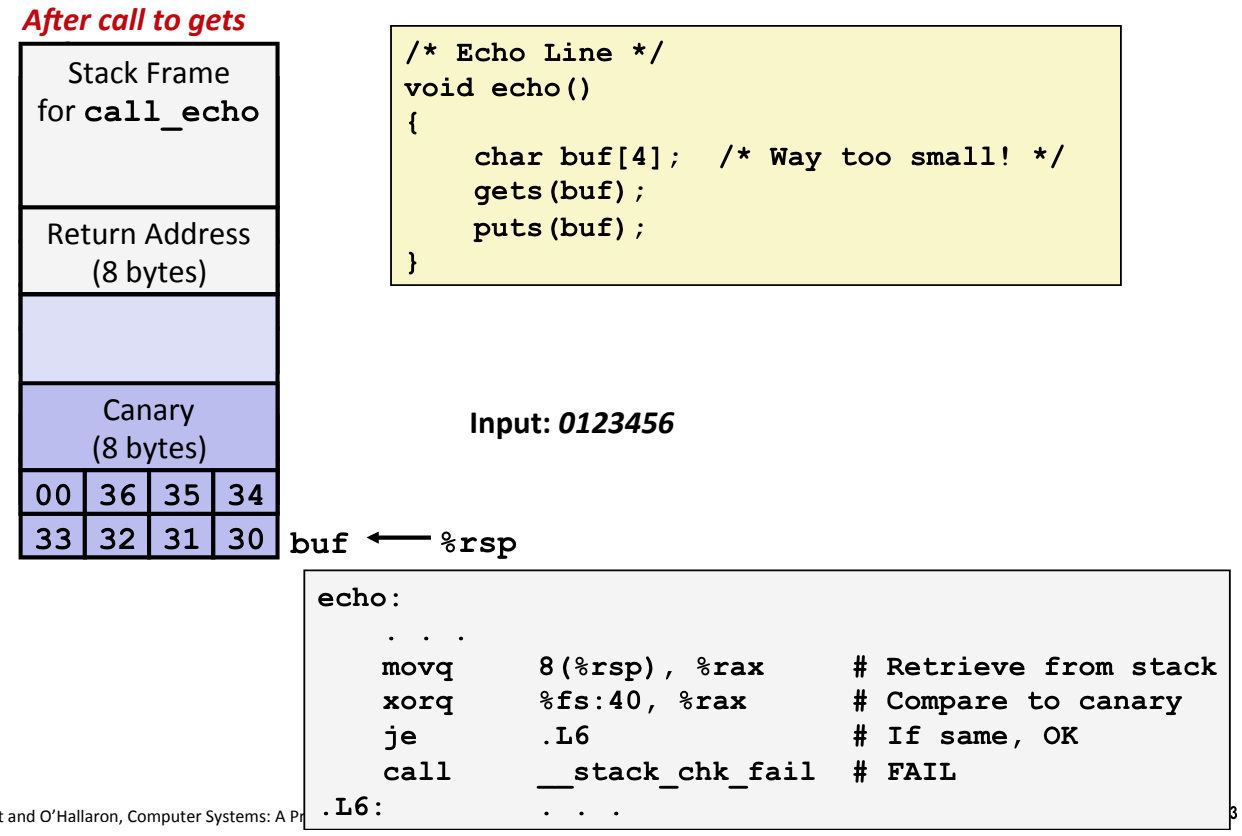 After call to gets
Stack Frame
for call_echo
Return Address
(8 bytes)
Canary
(8 bytes)
00 36 35 34
33 32 31 30 buf %rsp
/* Echo Line */
void echo()
{
    char buf[4];  /* Way too small! */
    gets(buf);
    puts(buf);
}
Input: 0123456
echo:
    . . .
    movq    8(%rsp), %rax    # Retrieve from stack
    xorq    %fs:40, %rax    # Compare to canary
    je    .L6    # If same, OK
    call    __stack_chk_fail  # FAIL
.L6:    . . .
t and O'Hallaron, Computer Systems: A
3